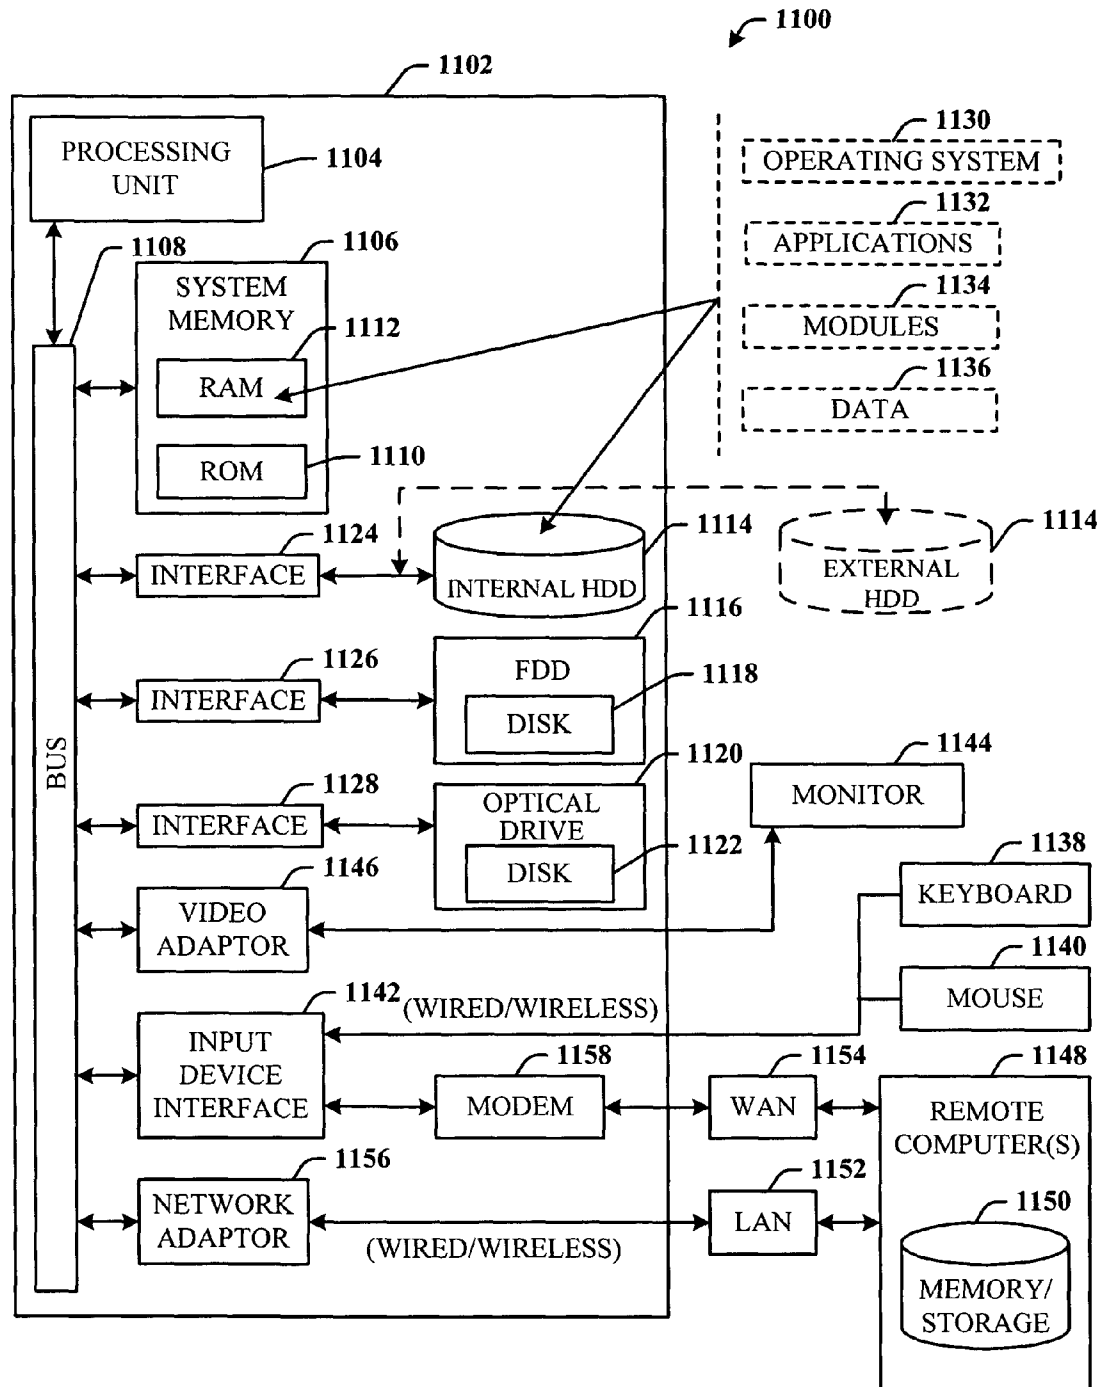 1100
1102
PROCESSING
UNIT
1104
1130
OPERATING SYSTEM
1132
APPLICATIONS
1134
MODULES
1136
DATA
1108
1106
SYSTEM
MEMORY
1112
RAM
1110
ROM
BUS
1124
INTERFACE
1114
INTERNAL HDD
1114
EXTERNAL
HDD
1126
INTERFACE
1116
FDD
1118
DISK
1128
INTERFACE
1120
OPTICAL
DRIVE
1122
DISK
1144
MONITOR
1146
VIDEO
ADAPTOR
1138
KEYBOARD
1140
MOUSE
1142
(WIRED/WIRELESS)
INPUT
DEVICE
INTERFACE
1158
MODEM
1154
WAN
1148
REMOTE
COMPUTER(S)
1156
NETWORK
ADAPTOR
(WIRED/WIRELESS)
1152
LAN
1150
MEMORY/
STORAGE